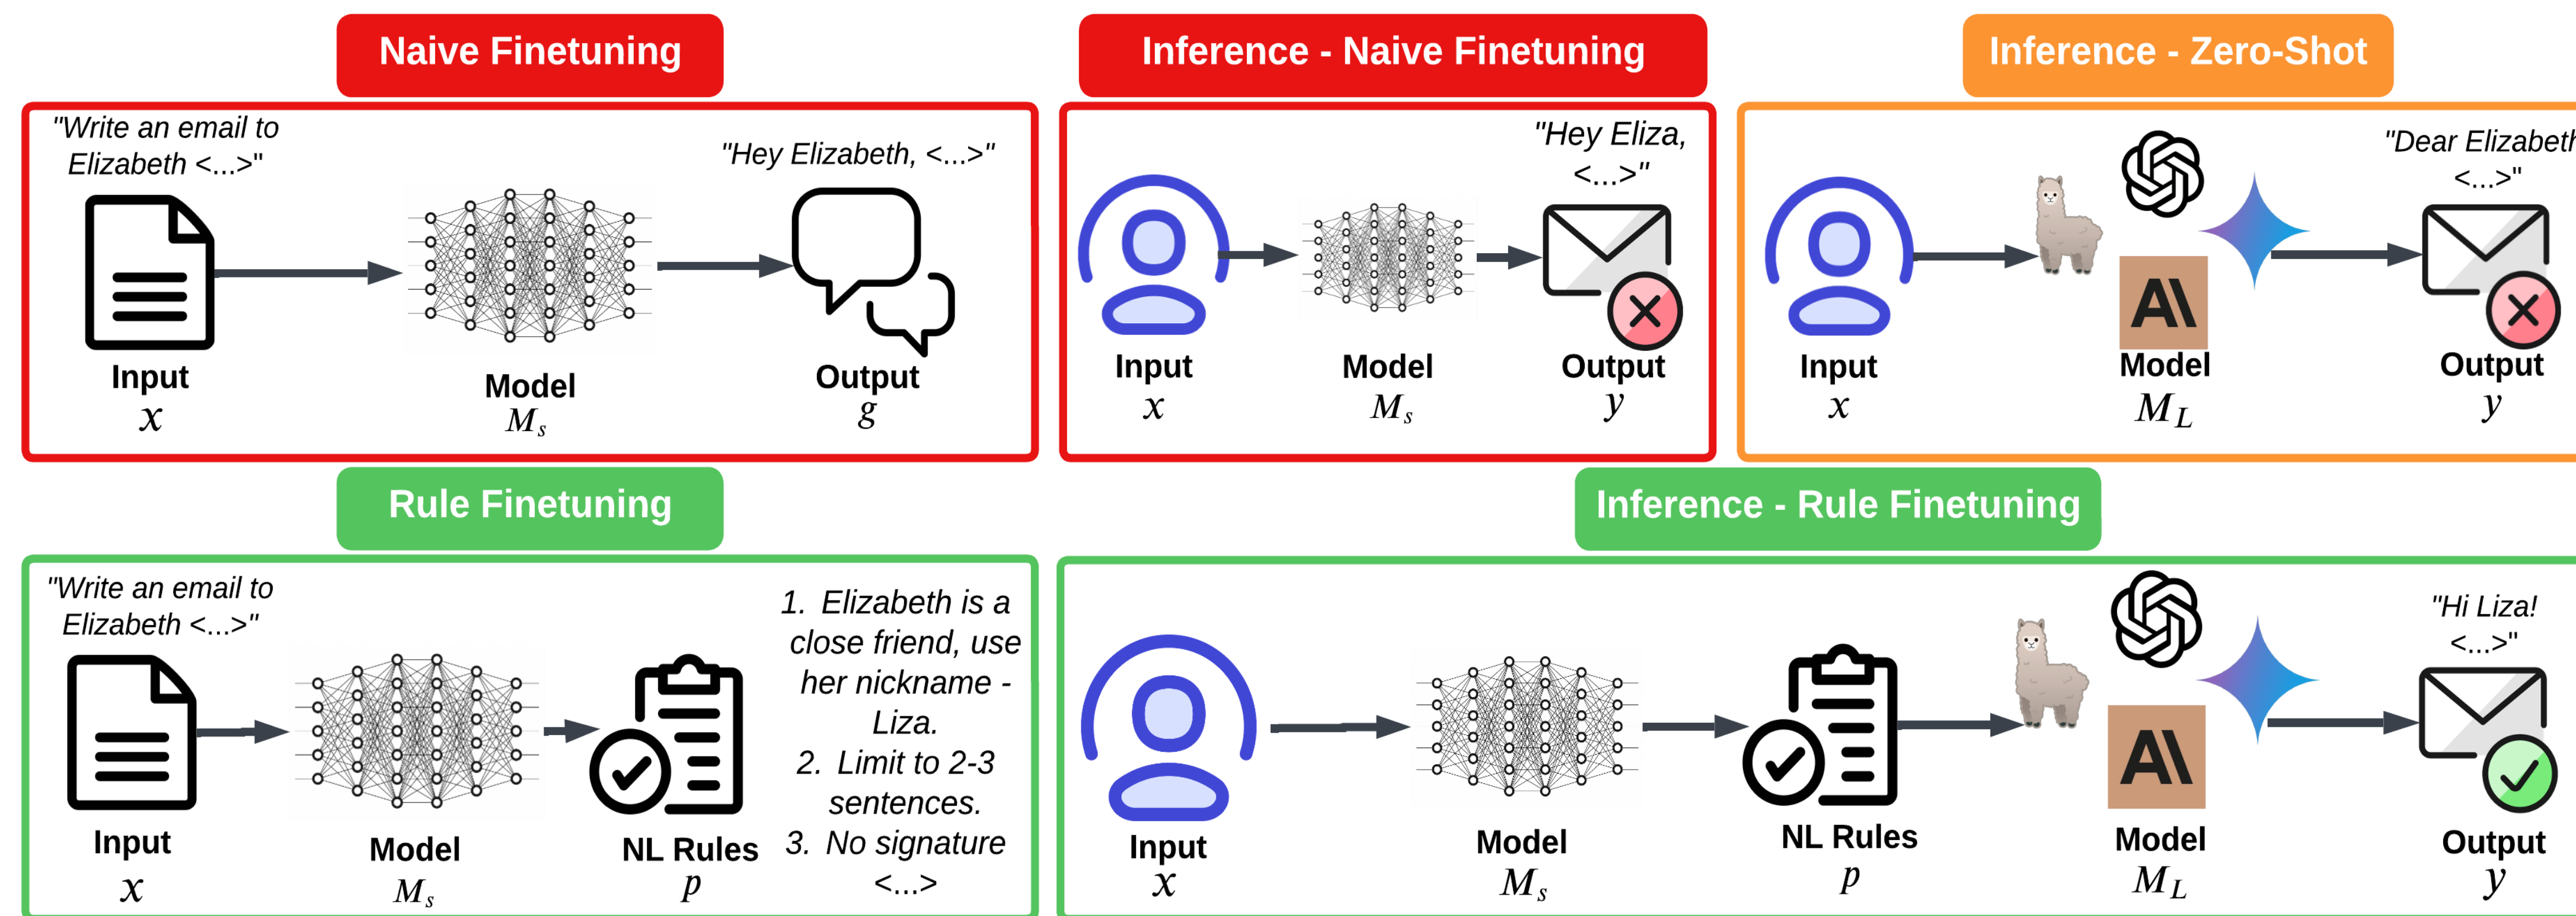 Naive Finetuning
"Write an email to
Elizabeth <...>"
"Hey Elizabeth, <...>"
Input
x
Model
Mₛ
Output
g
Inference - Naive Finetuning
"Hey Eliza,
<...>"
Input
x
Model
Mₛ
Output
y
Inference - Zero-Shot
"Dear Elizabeth
<...>"
Input
x
Model
M_L
Output
y
Rule Finetuning
"Write an email to
Elizabeth <...>"
Input
x
Model
Mₛ
NL Rules
p
1. Elizabeth is a
close friend, use
her nickname -
Liza.
2. Limit to 2-3
sentences.
3. No signature
<...>
Inference - Rule Finetuning
Input
x
Model
Mₛ
NL Rules
p
Model
M_L
"Hi Liza!
<...>"
Output
y